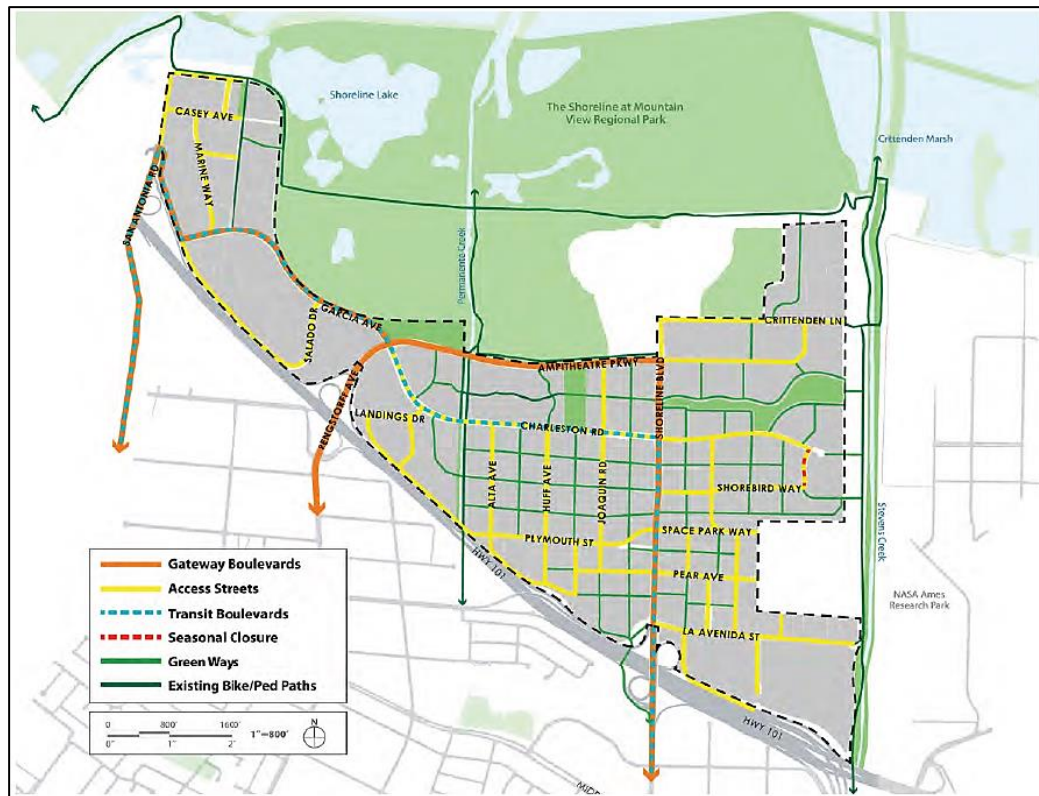 Shoreline Lake
The Shoreline at Mountain
View Regional Park
Crittenden Marsh
CASEY AVE
MARINE WAY
SAN ANTONIA RD
Permanente Creek
GARCIA AVE
SALADO DR
CRITTENDEN LN
AMPITHEATRE PKWY
SHORELINE BLVD
RENGSTORFF AVE
LANDINGS DR
CHARLESTON RD
ALTA AVE
HUFF AVE
JOAQUIN RD
SHOREBIRD WAY
Stevens Creek
PLYMOUTH ST
SPACE PARK WAY
HWY 101
PEAR AVE
NASA Ames
Research Park
LA AVENIDA ST
HWY 101
Gateway Boulevards
Access Streets
Transit Boulevards
Seasonal Closure
Green Ways
Existing Bike/Ped Paths
0 800' 1600'
0" 1" 2"
1"=800'
N